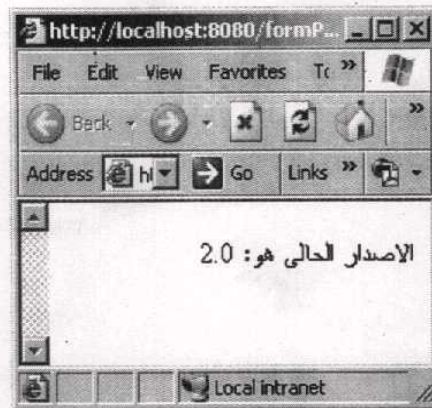 http://localhost:8080/formP...
File Edit View Favorites »
Back »
Address Go Links »
الاصدار الحالى هو: 2.0
Local intranet